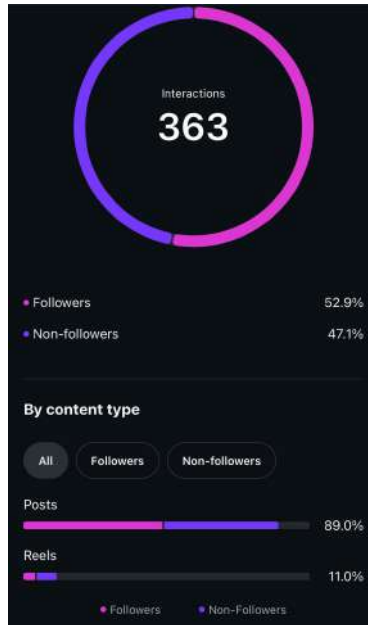 Interactions
363
Followers 52.9%
Non-followers 47.1%
By content type
All Followers Non-followers
Posts
89.0%
Reels
11.0%
Followers Non-Followers